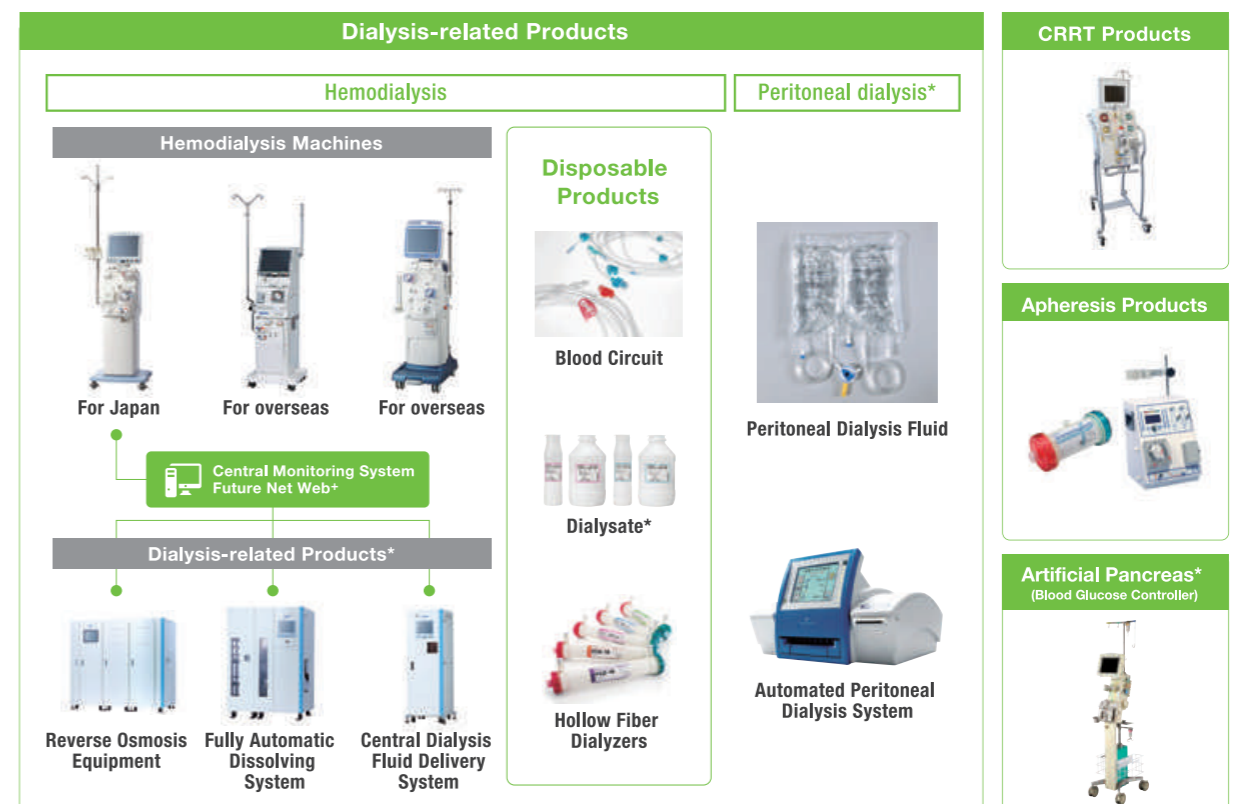 Dialysis-related Products
Hemodialysis
Hemodialysis Machines
For Japan
For overseas
For overseas
Central Monitoring System
Future Net Web+
Dialysis-related Products*
Reverse Osmosis
Equipment
Fully Automatic
Dissolving
System
Central Dialysis
Fluid Delivery
System
Disposable
Products
Blood Circuit
Dialysate*
Hollow Fiber
Dialyzers
Peritoneal dialysis*
Peritoneal Dialysis Fluid
Automated Peritoneal
Dialysis System
CRRT Products
Apheresis Products
Artificial Pancreas*
(Blood Glucose Controller)